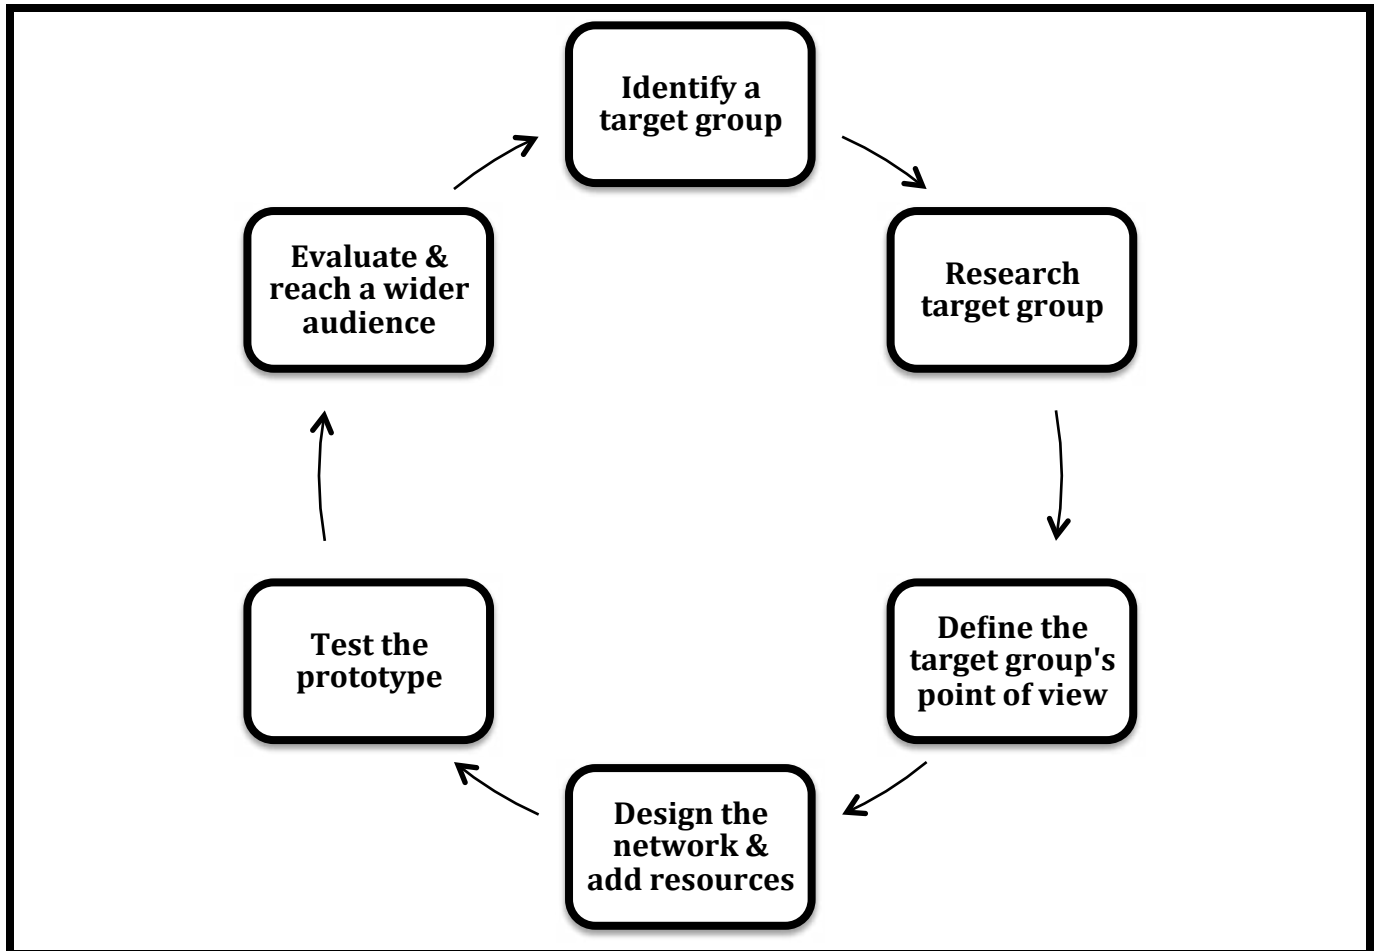 Identify a
target group
Research
target group
Define the
target group's
point of view
Design the
network &
add resources
Test the
prototype
Evaluate &
reach a wider
audience